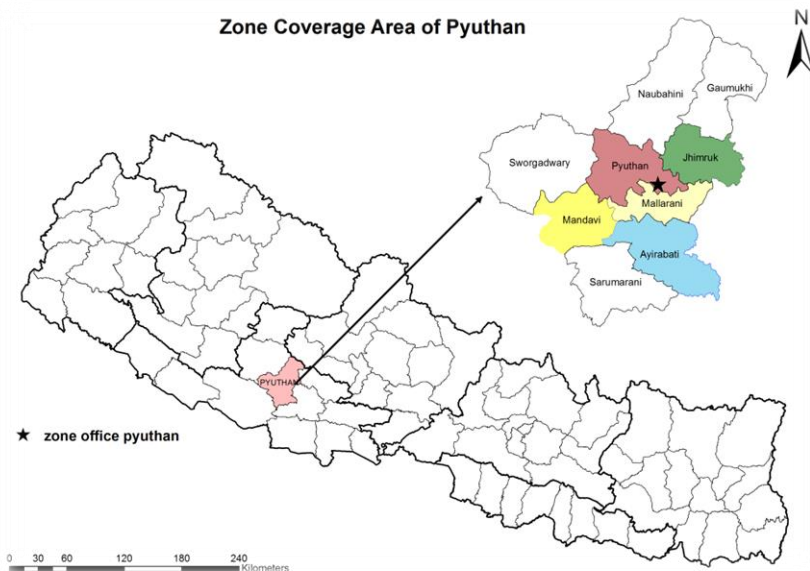 Zone Coverage Area of Pyuthan
N
Naubahini
Gaumukhi
Sworgadwary
Pyuthan
Jhimruk
Mallarani
Mandavi
Ayirabati
Sarumarani
PYUTHAN
zone office pyuthan
0 30 60 120 180 240
Kilometers